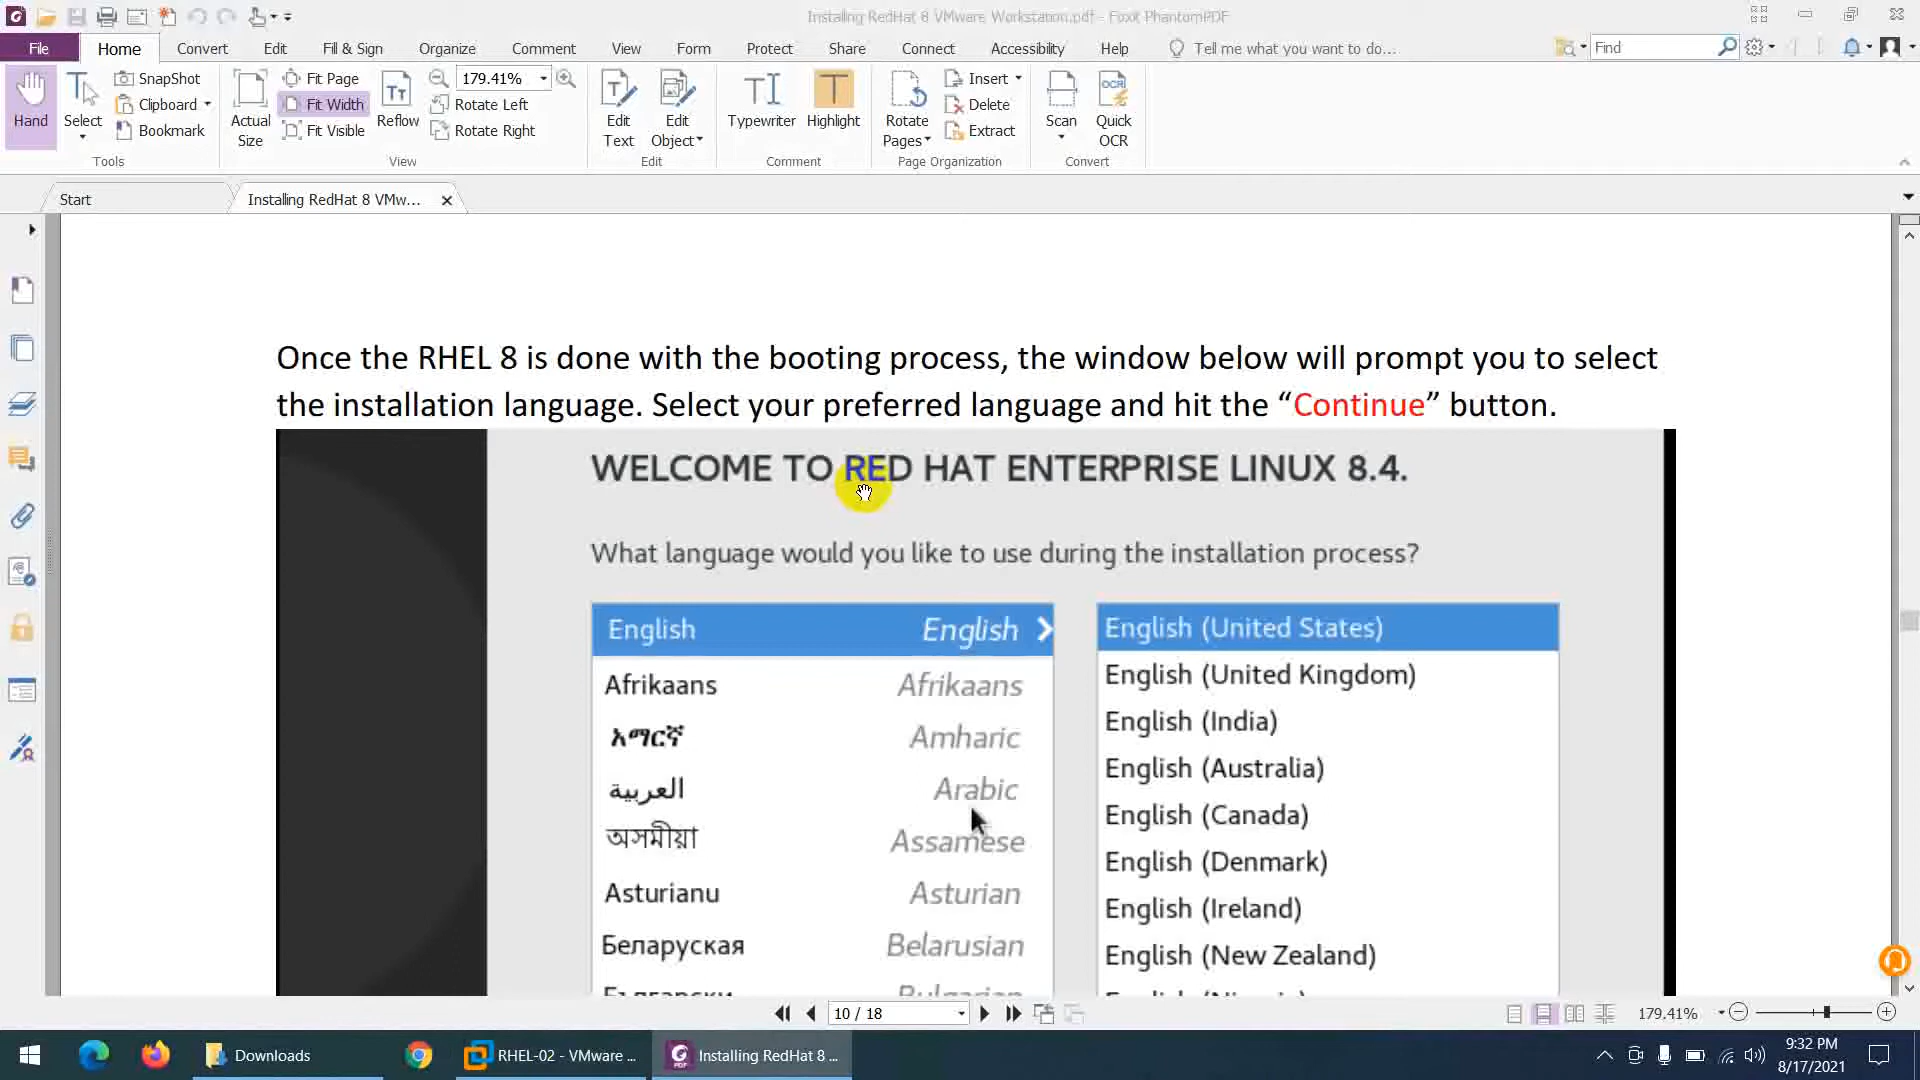 Installing RedHat 8 VMware Workstation.pdf - Foxit PhantomPDF
File Home Convert Edit Fill & Sign Organize Comment View Form Protect Share Connect Accessibility Help Tell me what you want to do... Find
Hand
Select
SnapShot
Clipboard
Bookmark
Tools
Actual Size
Fit Page
Fit Width
Fit Visible
Reflow
179.41%
Rotate Left
Rotate Right
View
Edit Text
Edit Object
Edit
Typewriter
Highlight
Comment
Rotate Pages
Insert
Delete
Extract
Page Organization
Scan
Quick OCR
Convert
Start
Installing RedHat 8 VMw...
Once the RHEL 8 is done with the booting process, the window below will prompt you to select
the installation language. Select your preferred language and hit the “Continue” button.
WELCOME TO RED HAT ENTERPRISE LINUX 8.4.
What language would you like to use during the installation process?
English English
Afrikaans Afrikaans
አማርኛ Amharic
العربية Arabic
অসমীয়া Assamese
Asturianu Asturian
Беларуская Belarusian
Български Bulgarian
English (United States)
English (United Kingdom)
English (India)
English (Australia)
English (Canada)
English (Denmark)
English (Ireland)
English (New Zealand)
10 / 18
179.41%
Downloads
RHEL-02 - VMware ...
Installing RedHat 8 ...
9:32 PM
8/17/2021